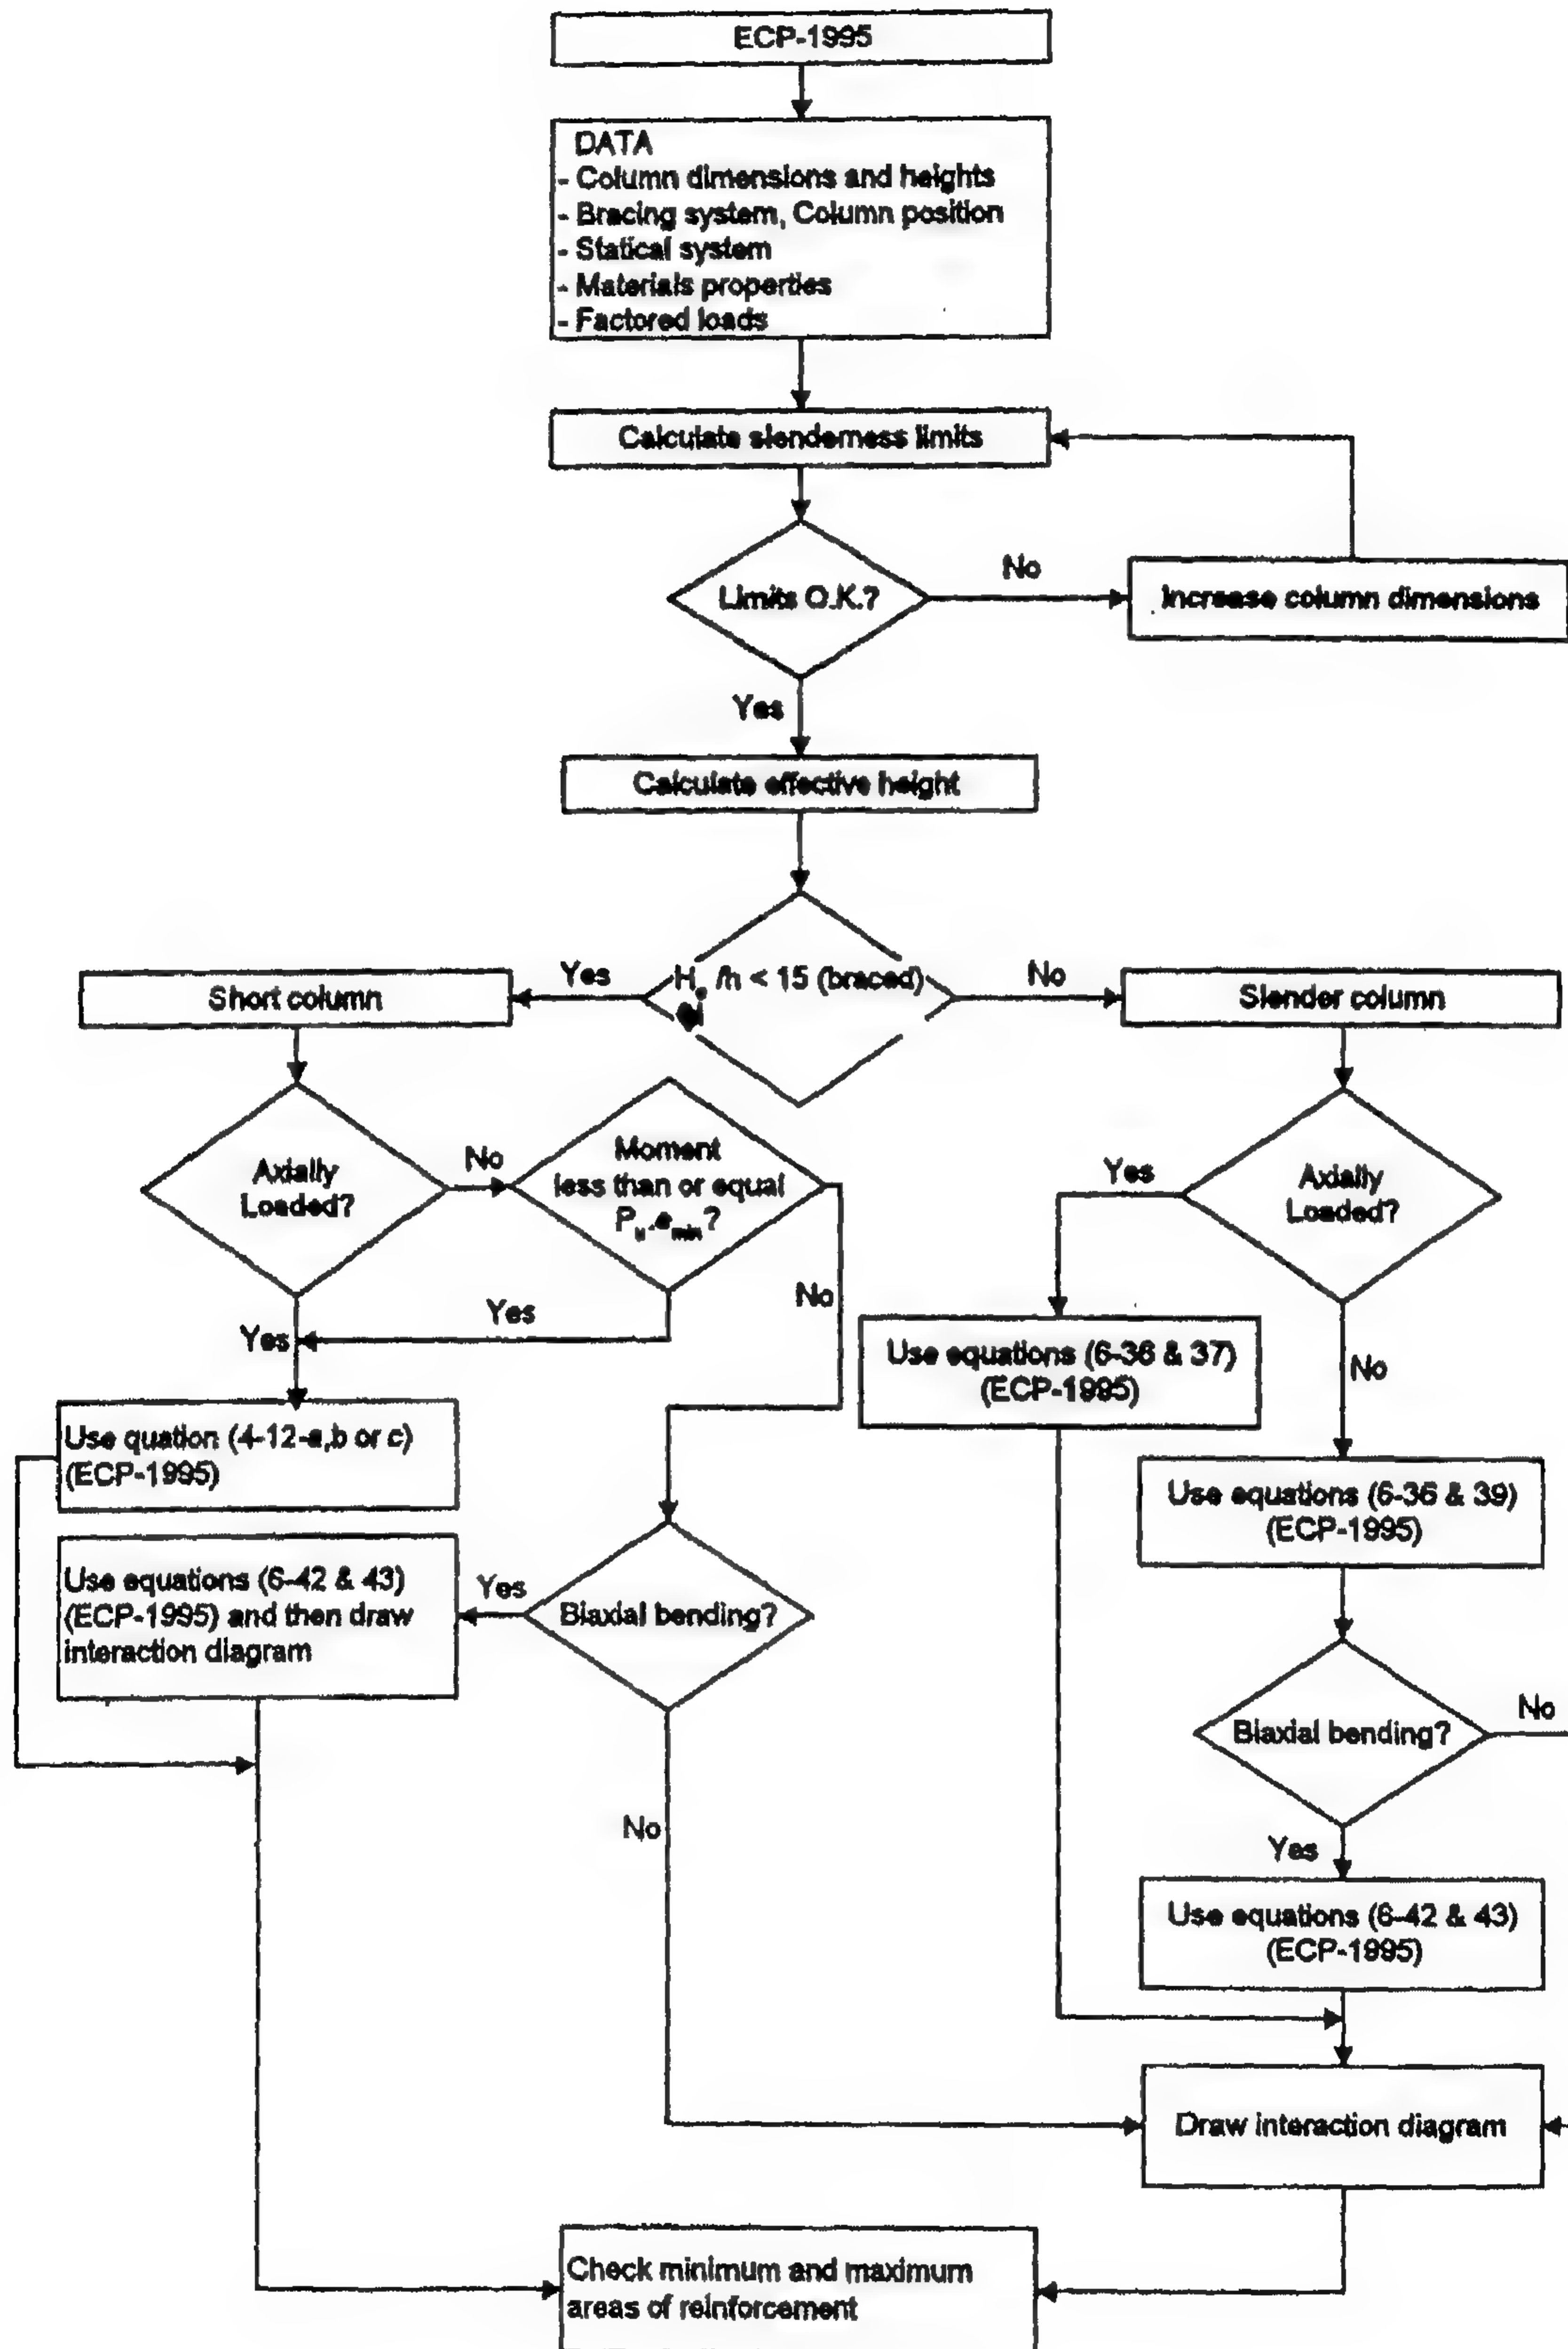 ECP-1995
DATA
- Column dimensions and heights
- Bracing system, Column position
- Statical system
- Materials properties
- Factored loads
Calculate slenderness limits
Limits O.K.?
No
Increase column dimensions
Yes
Calculate effective height
H_e /h < 15 (braced)
Yes
No
Short column
Slender column
Axially
Loaded?
No
Moment
less than or equal
P_u.e_min?
Yes
Axially
Loaded?
Yes
Yes
No
Use equations (6-36 & 37)
(ECP-1995)
No
Use quation (4-12-a,b or c)
(ECP-1995)
Use equations (6-36 & 39)
(ECP-1995)
Use equations (6-42 & 43)
(ECP-1995) and then draw
interaction diagram
Yes
Biaxial bending?
No
Biaxial bending?
No
Yes
Use equations (6-42 & 43)
(ECP-1995)
Draw interaction diagram
Check minimum and maximum
areas of reinforcement